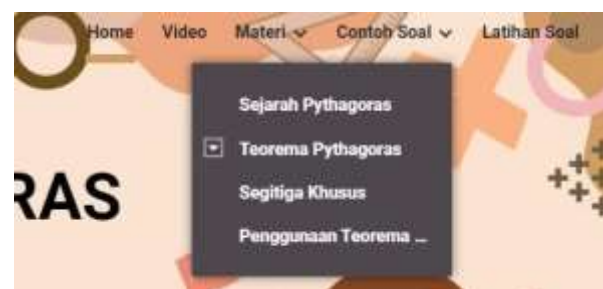 Home Video Materi Contoh Soal Latihan Soal
Sejarah Pythagoras
Teorema Pythagoras
Segitiga Khusus
RAS
Penggunaan Teorema ...